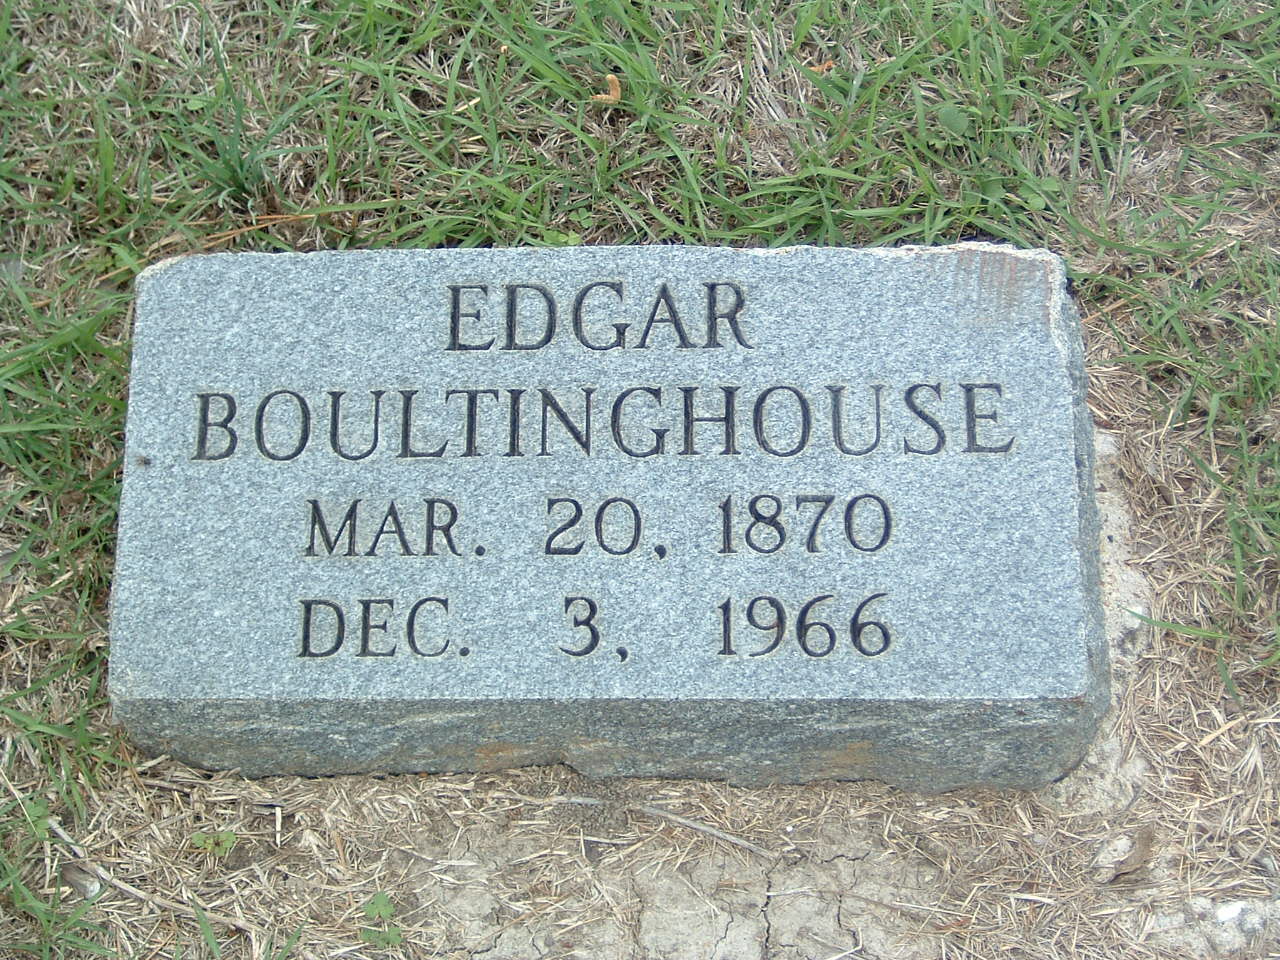 EDGAR
BOULTINGHOUSE
MAR. 20, 1870
DEC. 3, 1966